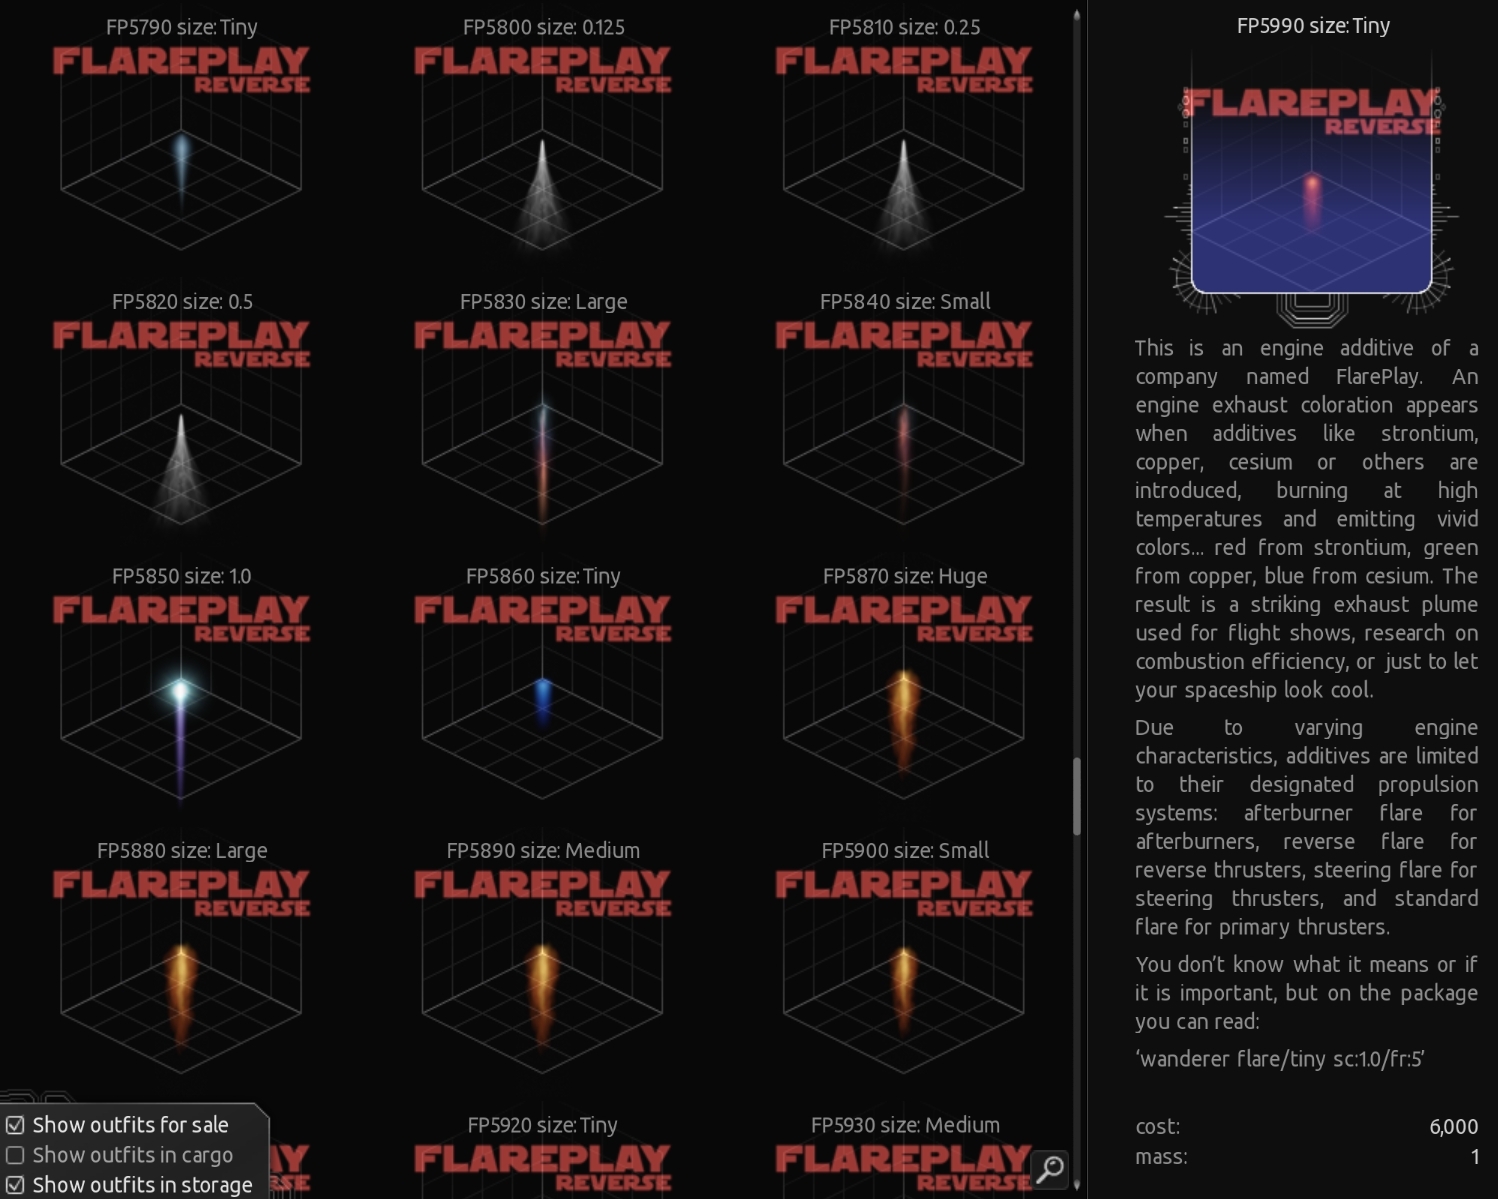 FP5790 size: Tiny
FP5800 size: 0.125
FP5810 size: 0.25
FLAREPLAY
REVERSE
FLAREPLAY
REVERSE
FLAREPLAY
REVERSE
FP5820 size: 0.5
FP5830 size: Large
FP5840 size: Small
FLAREPLAY
REVERSE
FLAREPLAY
REVERSE
FLAREPLAY
REVERSE
FP5850 size: 1.0
FP5860 size: Tiny
FP5870 size: Huge
FLAREPLAY
REVERSE
FLAREPLAY
REVERSE
FLAREPLAY
REVERSE
FP5880 size: Large
FP5890 size: Medium
FP5900 size: Small
FLAREPLAY
REVERSE
FLAREPLAY
REVERSE
FLAREPLAY
REVERSE
FP5920 size: Tiny
FP5930 size: Medium
FLAREPLAY
REVERSE
FLAREPLAY
REVERSE
Show outfits for sale
Show outfits in cargo
Show outfits in storage
FP5990 size: Tiny
FLAREPLAY
REVERSE
This is an engine additive of a
company named FlarePlay. An
engine exhaust coloration appears
when additives like strontium,
copper, cesium or others are
introduced, burning at high
temperatures and emitting vivid
colors... red from strontium, green
from copper, blue from cesium. The
result is a striking exhaust plume
used for flight shows, research on
combustion efficiency, or just to let
your spaceship look cool.
Due to varying engine
characteristics, additives are limited
to their designated propulsion
systems: afterburner flare for
afterburners, reverse flare for
reverse thrusters, steering flare for
steering thrusters, and standard
flare for primary thrusters.
You don't know what it means or if
it is important, but on the package
you can read:
‘wanderer flare/tiny sc:1.0/fr:5’
cost: 6,000
mass: 1